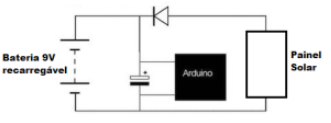 Bateria 9V
recarregável
+
Arduino
Painel
Solar